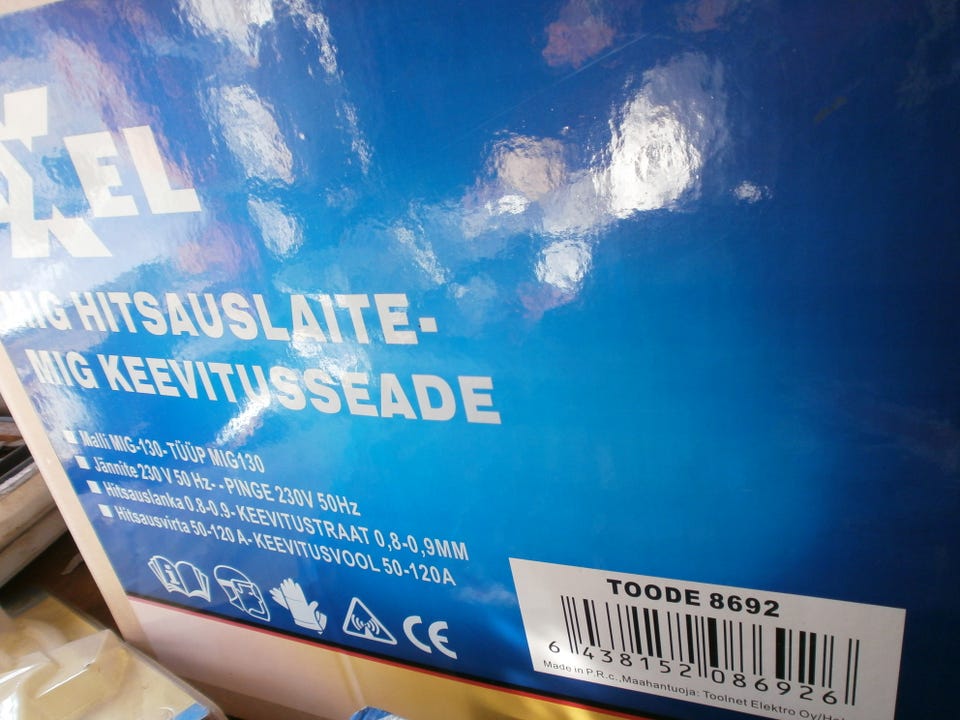 XEL
MIG HITSAUSLAITE-
MIG KEEVITUSSEADE
Malli MIG-130- TÜÜP MIG130
Jännite 230 V 50 Hz- - PINGE 230V 50Hz
Hitsauslanka 0.8-0.9- KEEVITUSTRAAT 0,8-0,9MM
Hitsausvirta 50-120 A- KEEVITUSVOOL 50-120A
CE
TOODE 8692
6 438152 086926
Made in P.R.c.,Maahantuoja: Toolnet Elektro Oy/Hel